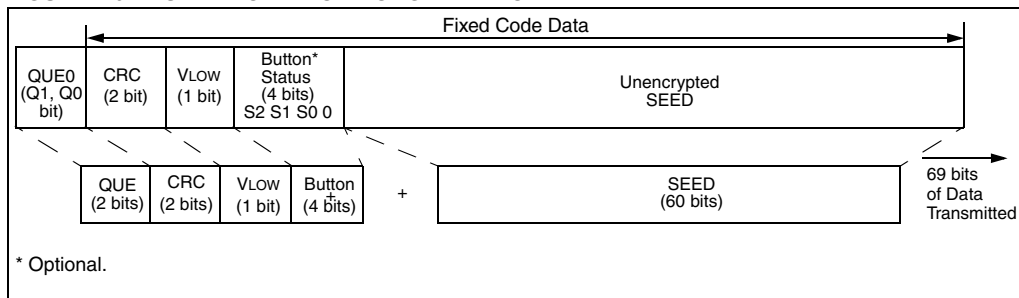 Fixed Code Data
QUE0
(Q1, Q0
bit)
CRC
(2 bit)
VLOW
(1 bit)
Button*
Status
(4 bits)
S2 S1 S0 0
Unencrypted
SEED
QUE
(2 bits)
CRC
(2 bits)
VLOW
(1 bit)
Button
+
(4 bits)
+
SEED
(60 bits)
69 bits
of Data
Transmitted
* Optional.